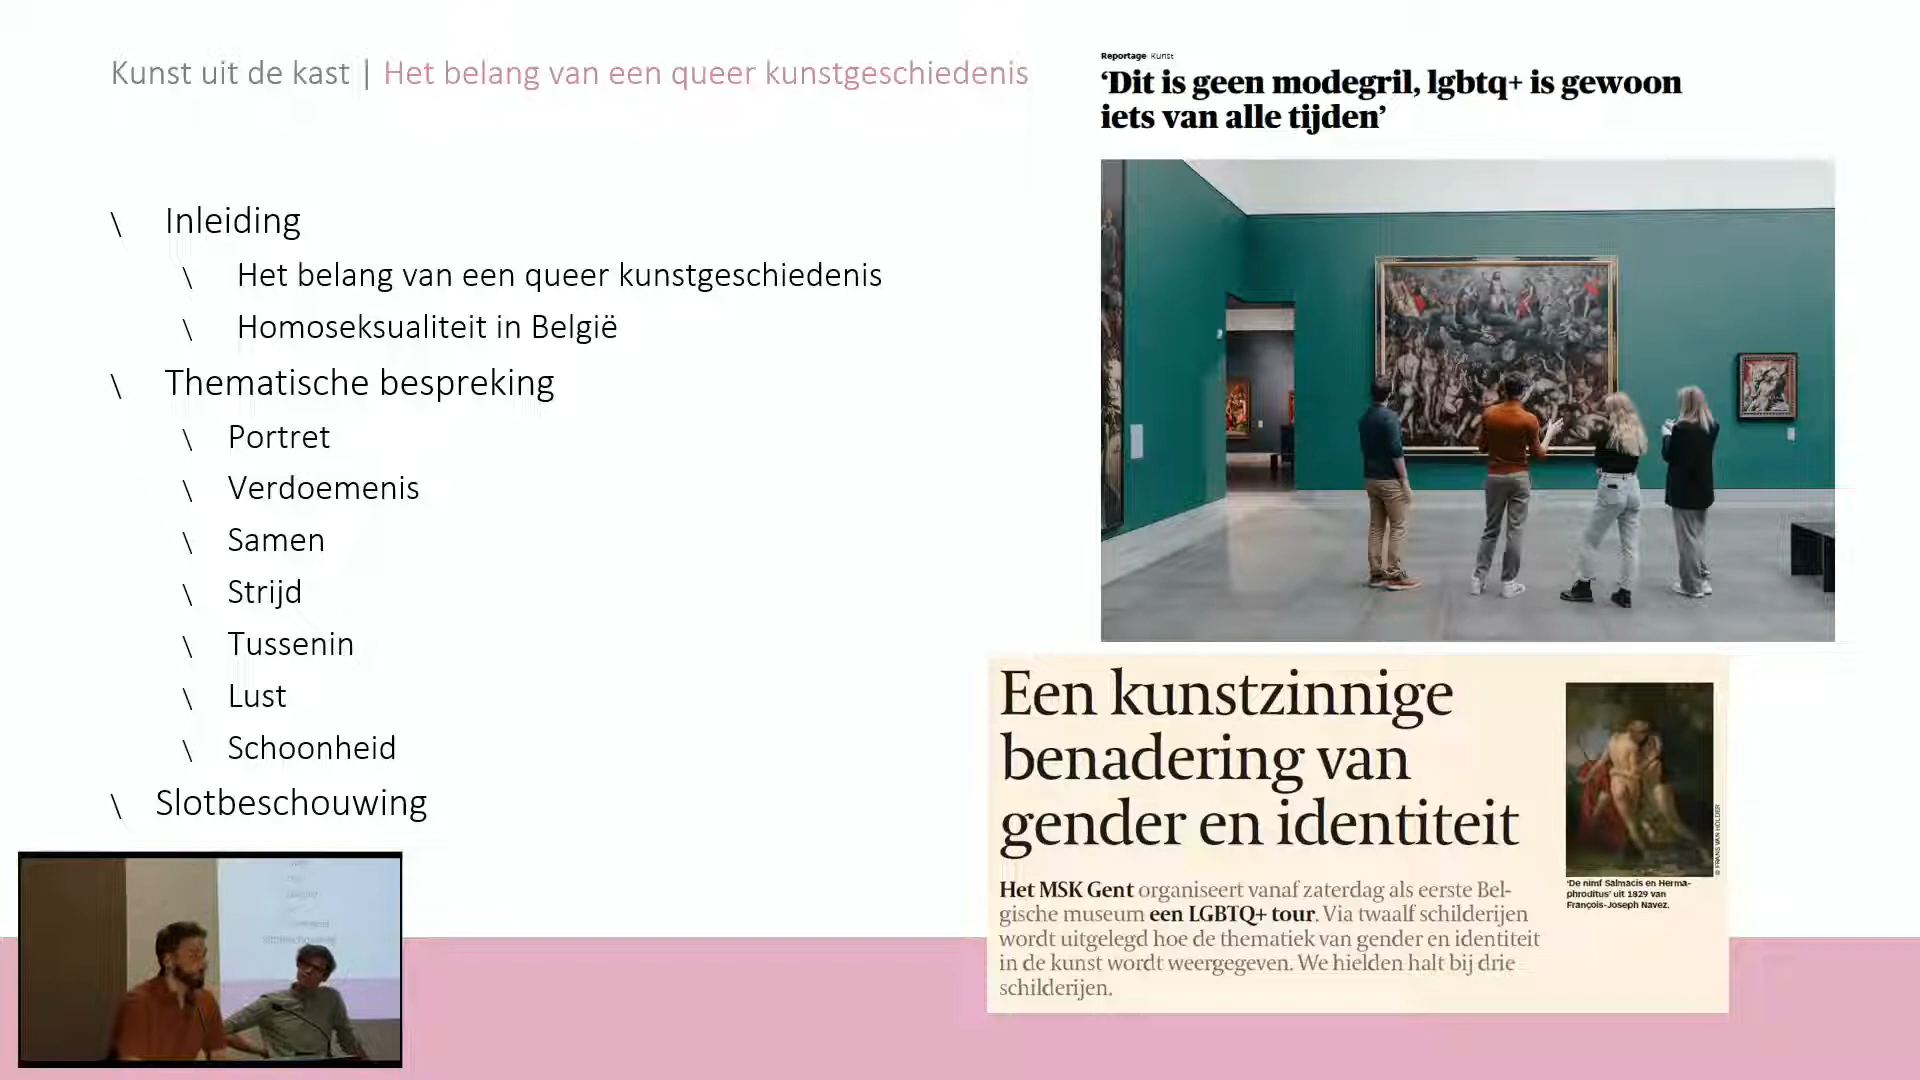 Kunst uit de kast | Het belang van een queer kunstgeschiedenis
\ Inleiding
\ Het belang van een queer kunstgeschiedenis
\ Homoseksualiteit in België
\ Thematische bespreking
\ Portret
\ Verdoemenis
\ Samen
\ Strijd
\ Tussenin
\ Lust
\ Schoonheid
\ Slotbeschouwing
Reportage Kunst
‘Dit is geen modegril, lgbtq+ is gewoon
iets van alle tijden’
Een kunstzinnige
benadering van
gender en identiteit
Het MSK Gent organiseert vanaf zaterdag als eerste Bel-
gische museum een LGBTQ+ tour. Via twaalf schilderijen
wordt uitgelegd hoe de thematiek van gender en identiteit
in de kunst wordt weergegeven. We hielden halt bij drie
schilderijen.
© FRANS VAN HOLDER
‘De nimf Salmacis en Herma-
phroditus’ uit 1829 van
François-Joseph Navez.